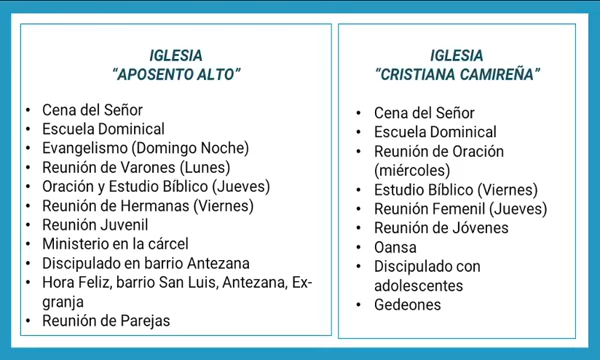 IGLESIA
“APOSENTO ALTO”
• Cena del Señor
• Escuela Dominical
• Evangelismo (Domingo Noche)
• Reunión de Varones (Lunes)
• Oración y Estudio Bíblico (Jueves)
• Reunión de Hermanas (Viernes)
• Reunión Juvenil
• Ministerio en la cárcel
• Discipulado en barrio Antezana
• Hora Feliz, barrio San Luis, Antezana, Ex-
granja
• Reunión de Parejas
IGLESIA
“CRISTIANA CAMIREÑA”
• Cena del Señor
• Escuela Dominical
• Reunión de Oración
(miércoles)
• Estudio Bíblico (Viernes)
• Reunión Femenil (Jueves)
• Reunión de Jóvenes
• Oansa
• Discipulado con
adolescentes
• Gedeones